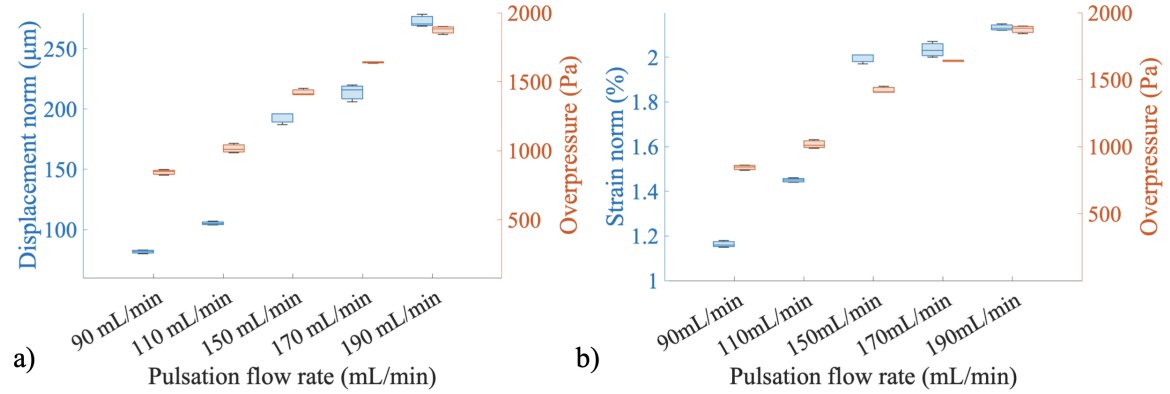 Displacement norm (μm)
250
200
150
100
2000
1500
1000
500
Overpressure (Pa)
90 mL/min
110 mL/min
150 mL/min
170 mL/min
190 mL/min
a)
Pulsation flow rate (mL/min)
Strain norm (%)
2
1.8
1.6
1.4
1.2
1
2000
1500
1000
500
Overpressure (Pa)
90mL/min
110mL/min
150mL/min
170mL/min
190mL/min
b)
Pulsation flow rate (mL/min)